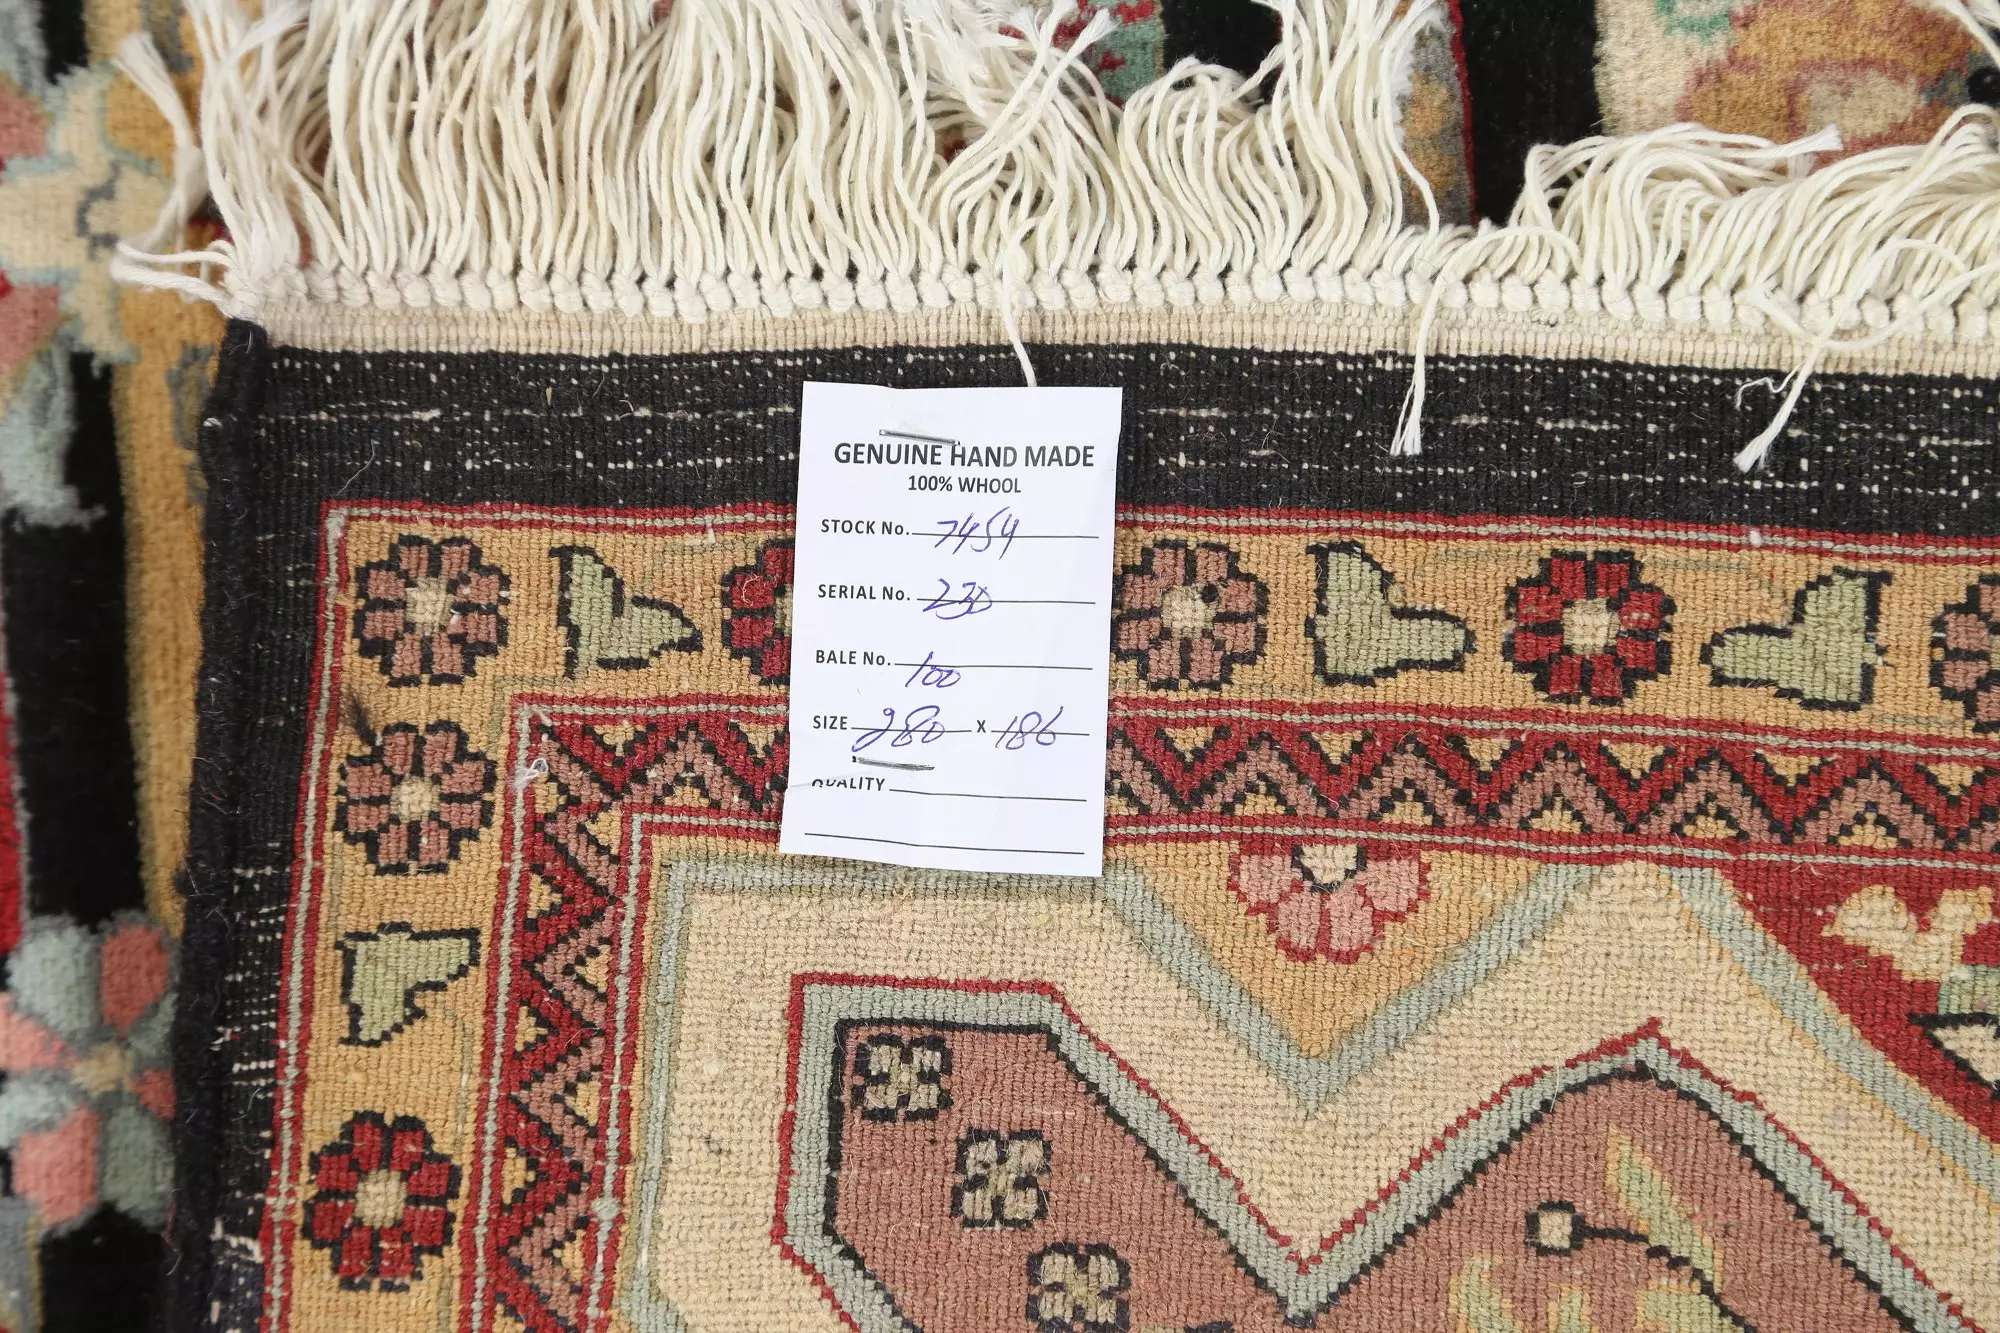 GENUINE HAND MADE
100% WHOOL
STOCK No. 7454
SERIAL No. 230
BALE No. 100
SIZE 280 x 186
QUALITY